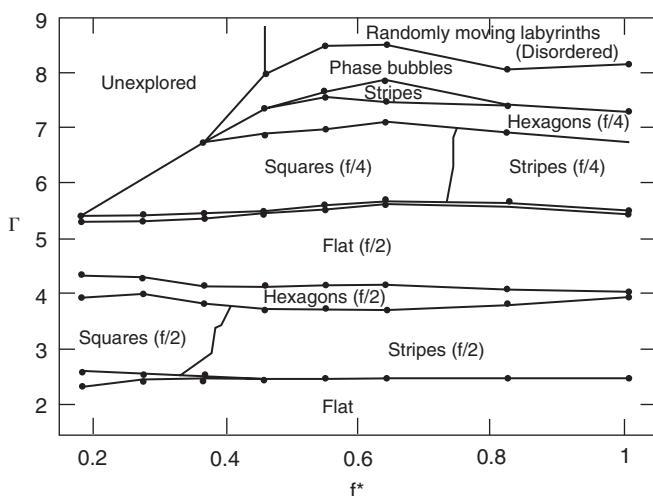 9
Randomly moving labyrinths
(Disordered)
8
Unexplored
Phase bubbles
Stripes
7
Hexagons (f/4)
Squares (f/4)
Stripes (f/4)
6
Γ
5
Flat (f/2)
4
Hexagons (f/2)
Squares (f/2)
Stripes (f/2)
3
2
Flat
0.2
0.4
0.6
0.8
1
f*